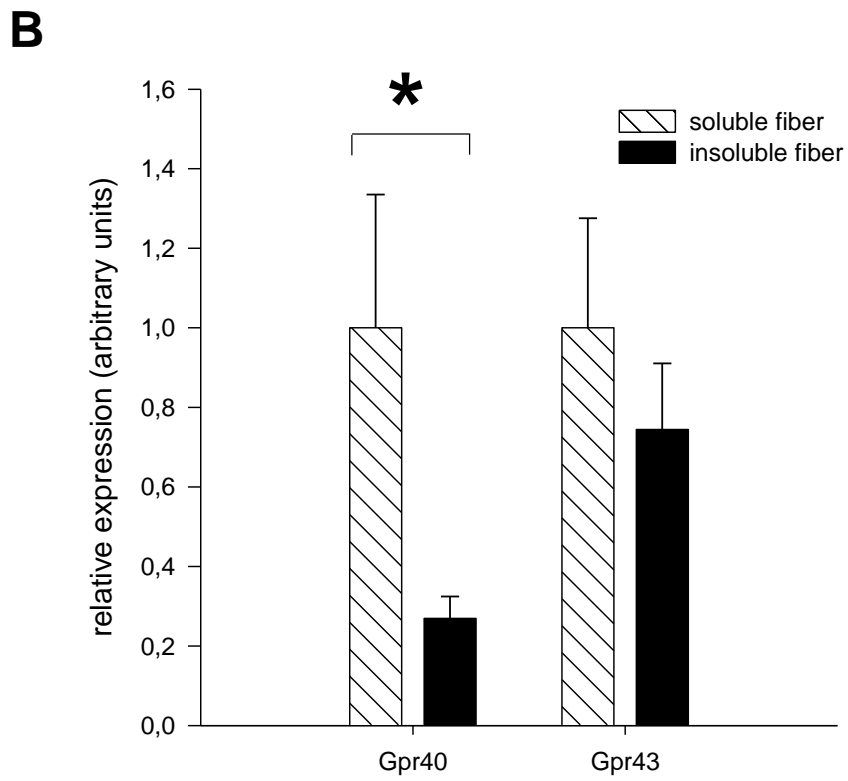 B
*
soluble fiber
insoluble fiber
relative expression (arbitrary units)
1,6
1,4
1,2
1,0
0,8
0,6
0,4
0,2
0,0
Gpr40
Gpr43